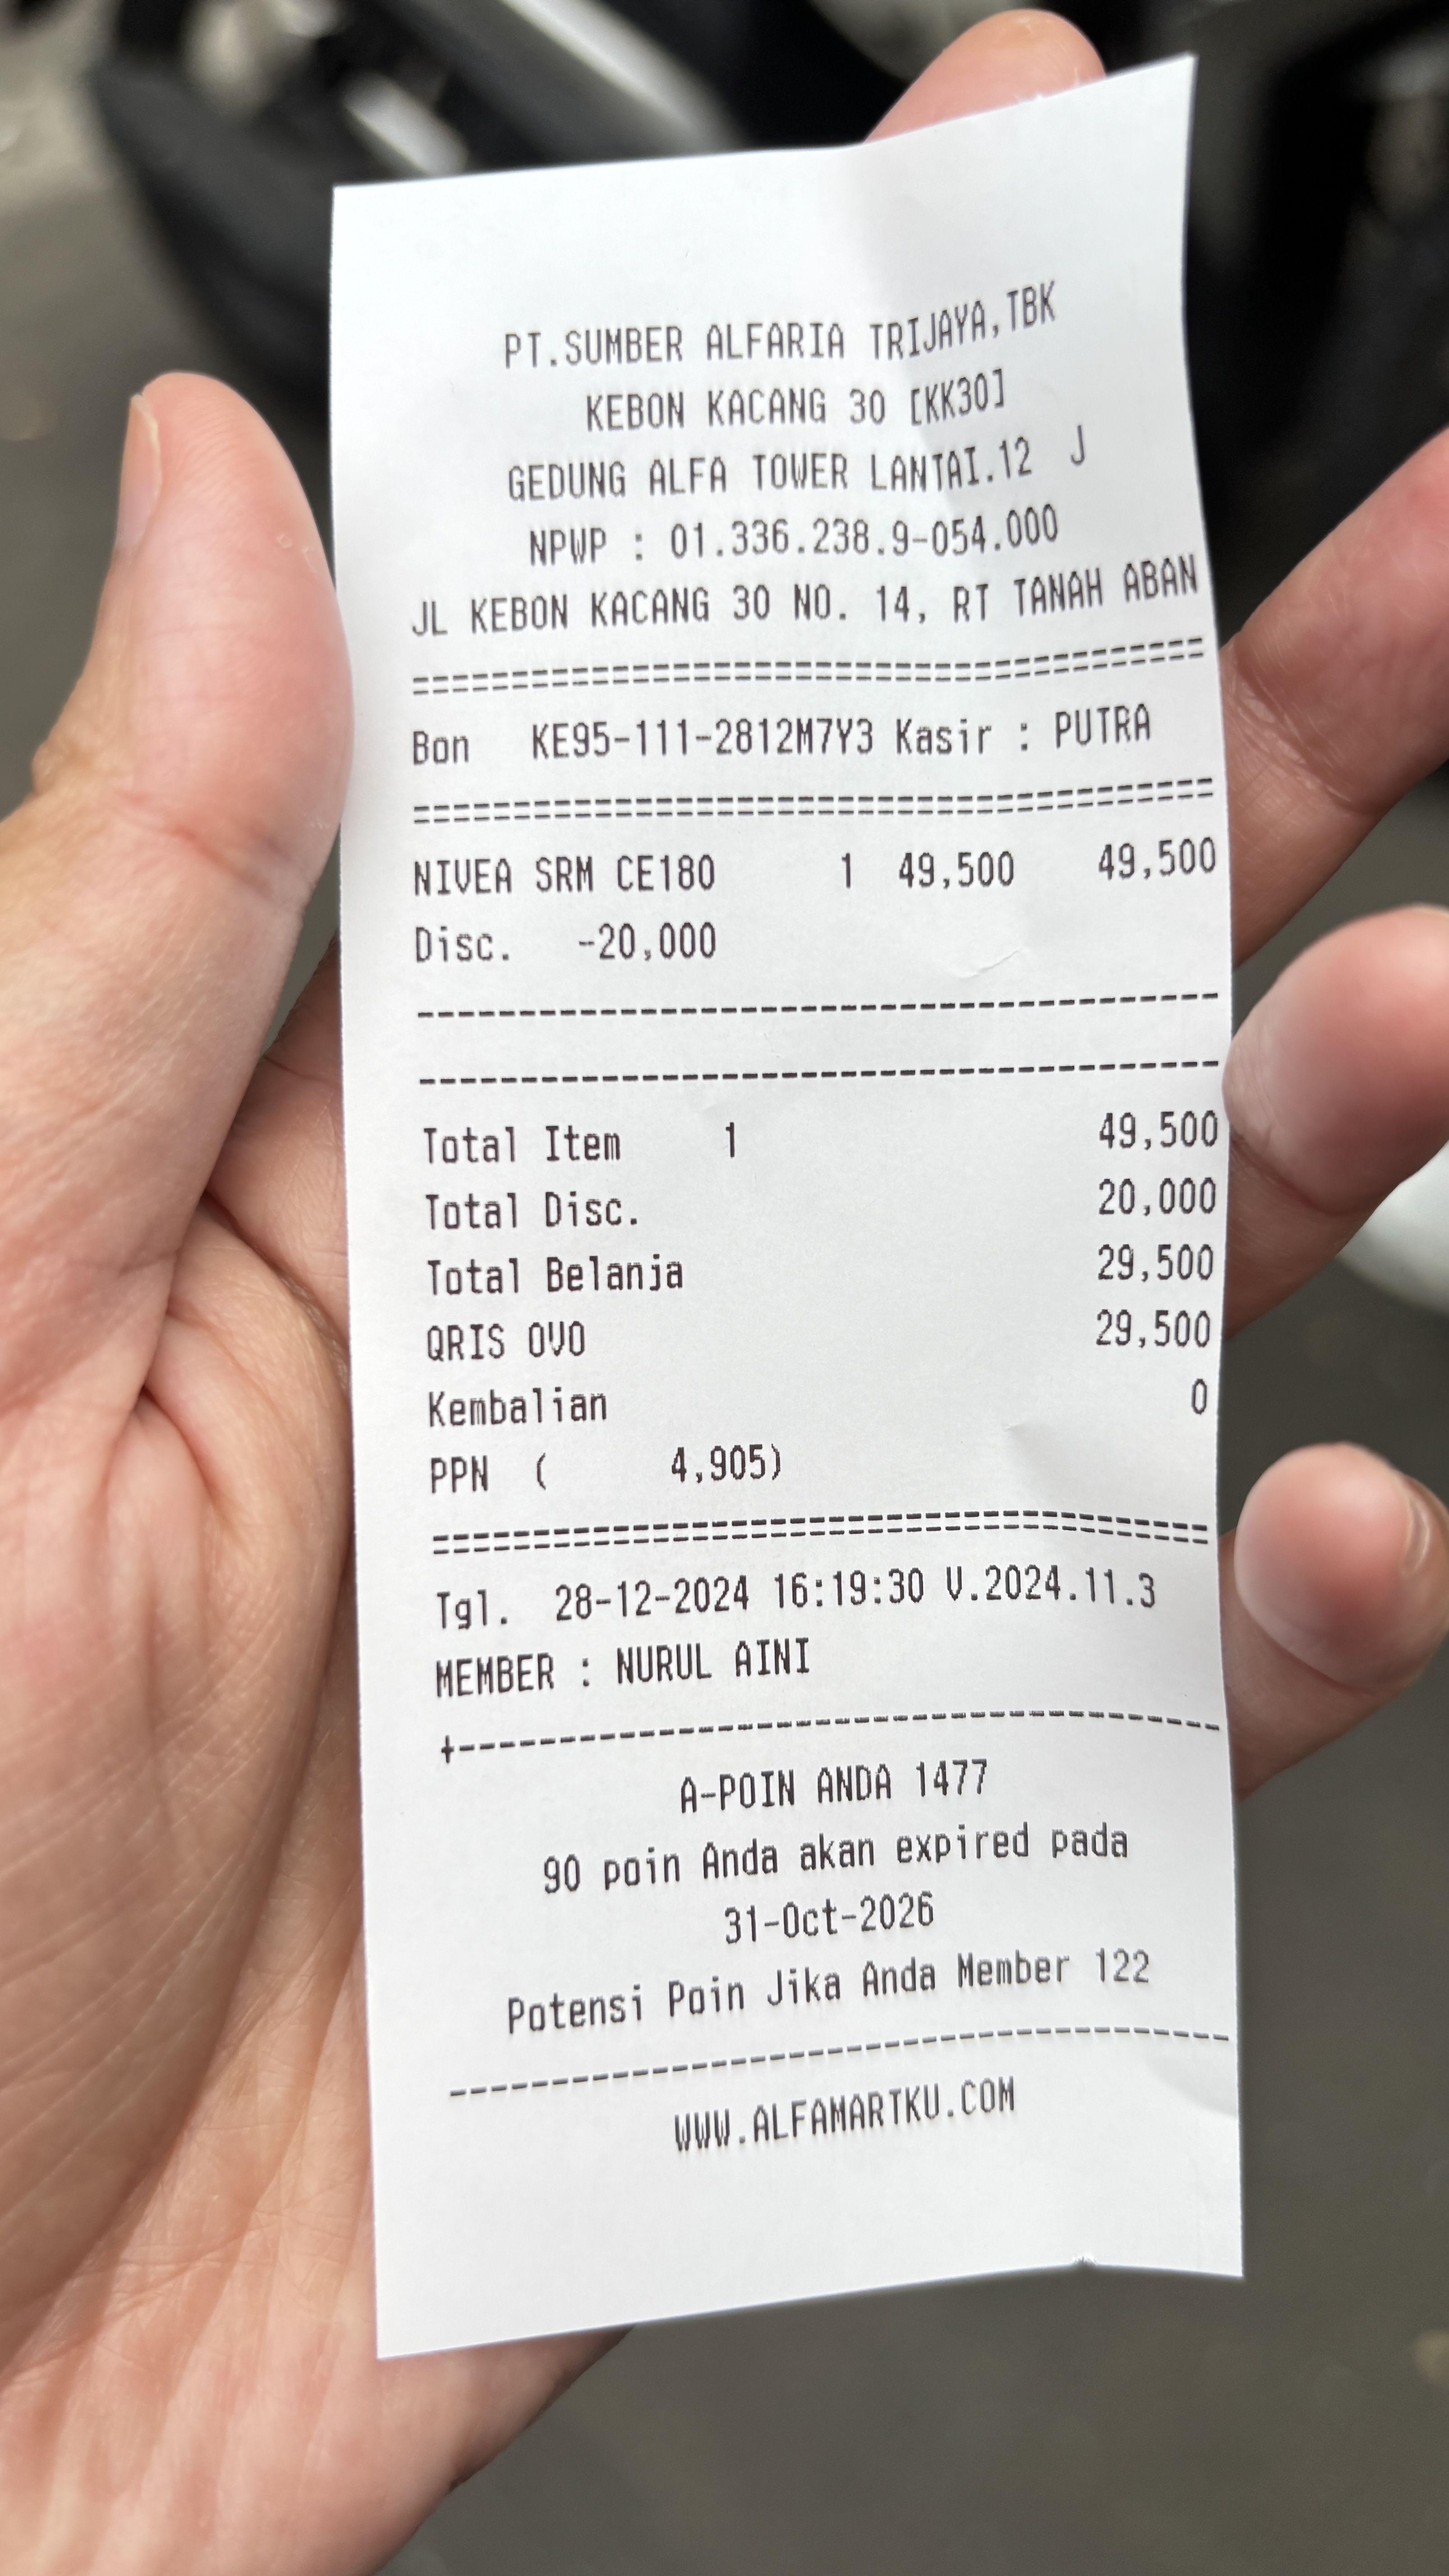 PT.SUMBER ALFARIA TRIJAYA,TBK
KEBON KACANG 30 [KK30]
GEDUNG ALFA TOWER LANTAI.12 J
NPWP : 01.336.238.9-054.000
JL KEBON KACANG 30 NO. 14, RT TANAH ABAN
========================================
Bon KE95-111-2812M7Y3 Kasir : PUTRA
========================================
NIVEA SRM CE180 1 49,500 49,500
Disc. -20,000
----------------------------------------
----------------------------------------
Total Item 1 49,500
Total Disc. 20,000
Total Belanja 29,500
QRIS OVO 29,500
Kembalian 0
PPN ( 4,905)
========================================
Tgl. 28-12-2024 16:19:30 V.2024.11.3
MEMBER : NURUL AINI
+---------------------------------------
A-POIN ANDA 1477
90 poin Anda akan expired pada
31-Oct-2026
Potensi Poin Jika Anda Member 122
----------------------------------------
WWW.ALFAMARTKU.COM